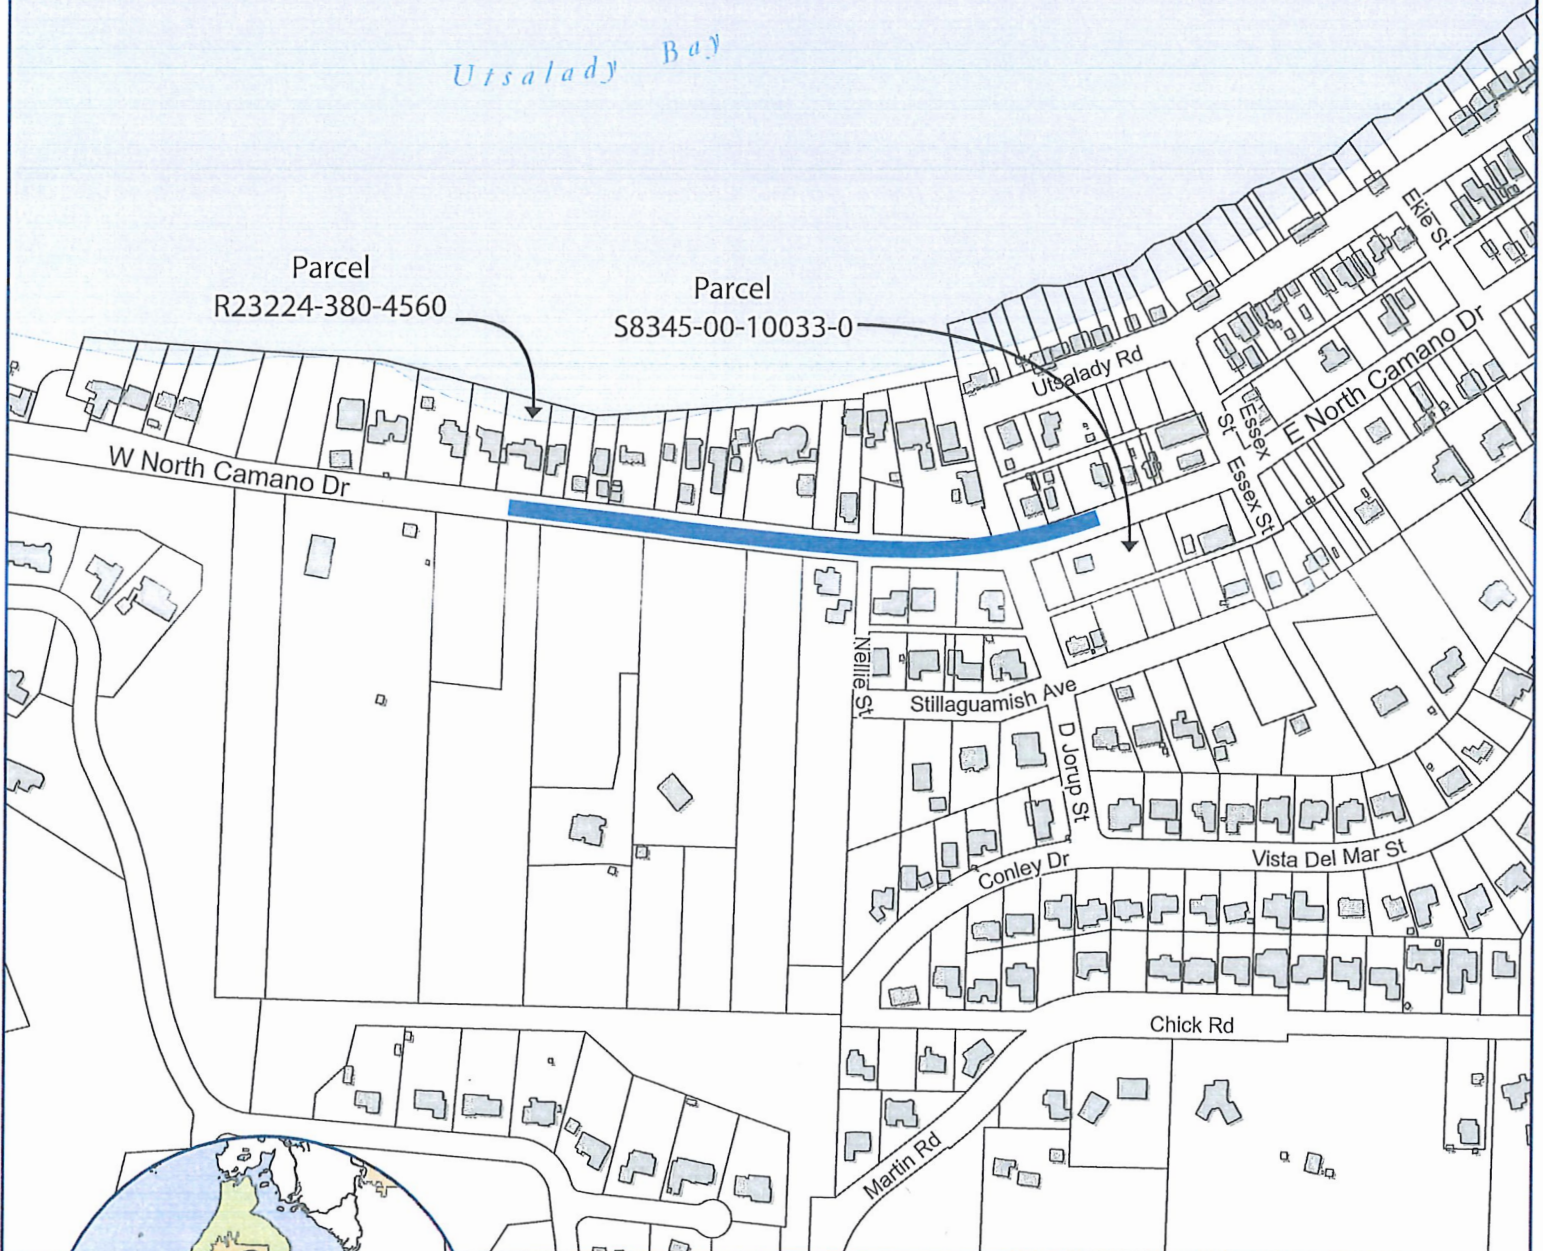 Utsalady Bay
Parcel
R23224-380-4560
Parcel
S8345-00-10033-0
Ekle St
Utsalady Rd
E North Camano Dr
Essex
St
Essex St
W North Camano Dr
Nellie St
Stillaguamish Ave
D Jorup St
Conley Dr
Vista Del Mar St
Chick Rd
Martin Rd